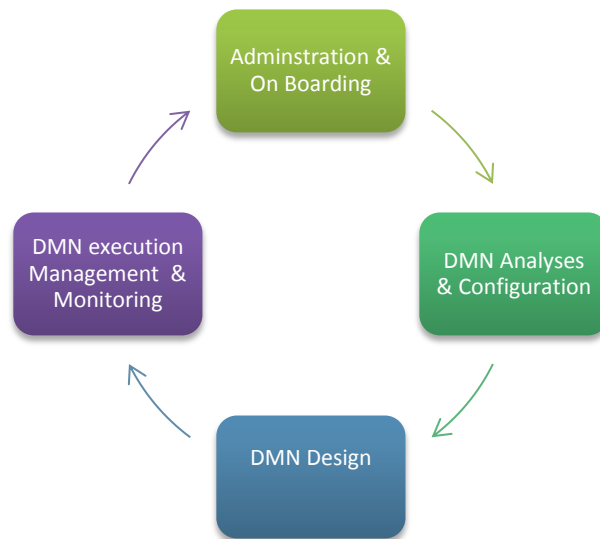 Adminstration &
On Boarding
DMN execution
Management &
Monitoring
DMN Analyses
& Configuration
DMN Design